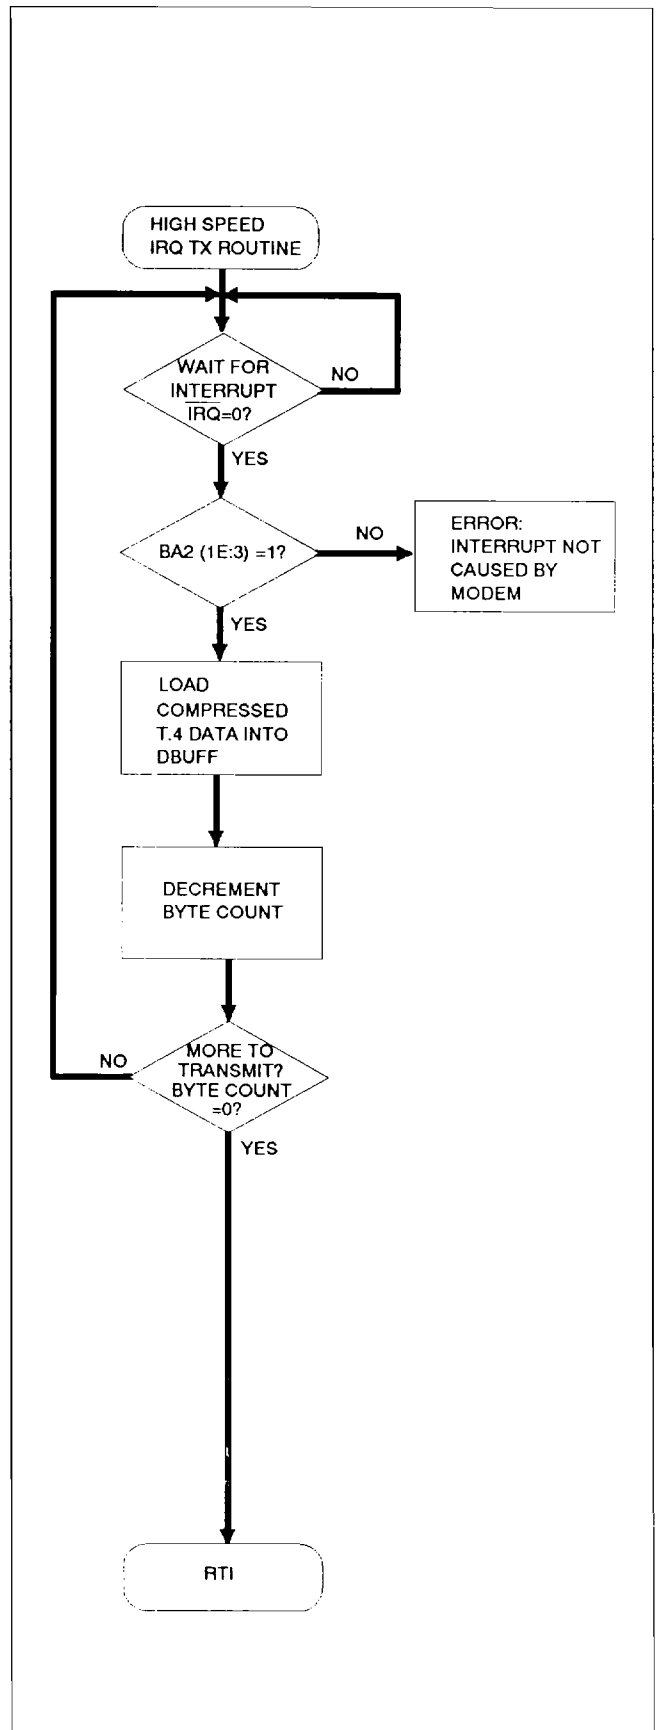 HIGH SPEED
IRQ TX ROUTINE
WAIT FOR
INTERRUPT
I̅R̅Q̅=0?
NO
YES
BA2 (1E:3) =1?
NO
ERROR:
INTERRUPT NOT
CAUSED BY
MODEM
YES
LOAD
COMPRESSED
T.4 DATA INTO
DBUFF
DECREMENT
BYTE COUNT
MORE TO
TRANSMIT?
BYTE COUNT
=0?
NO
YES
RTI